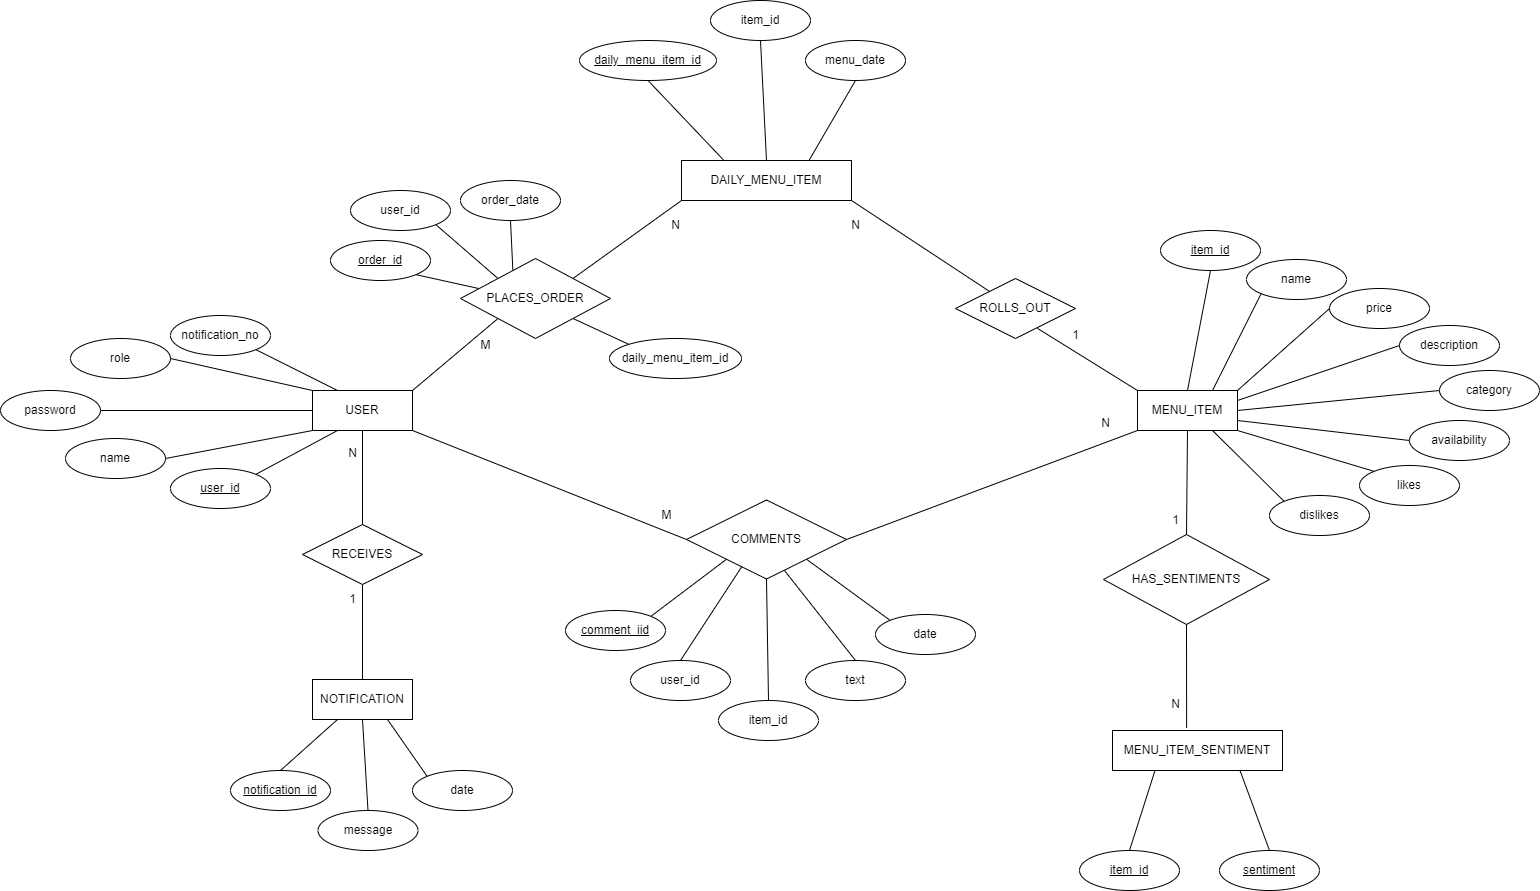 item_id
daily_menu_item_id
menu_date
DAILY_MENU_ITEM
N
N
order_date
user_id
order_id
PLACES_ORDER
M
daily_menu_item_id
ROLLS_OUT
1
item_id
name
price
description
category
availability
likes
dislikes
MENU_ITEM
notification_no
role
password
name
user_id
USER
N
RECEIVES
1
NOTIFICATION
notification_id
message
date
M
N
COMMENTS
comment_iid
user_id
item_id
text
date
1
HAS_SENTIMENTS
N
MENU_ITEM_SENTIMENT
item_id
sentiment